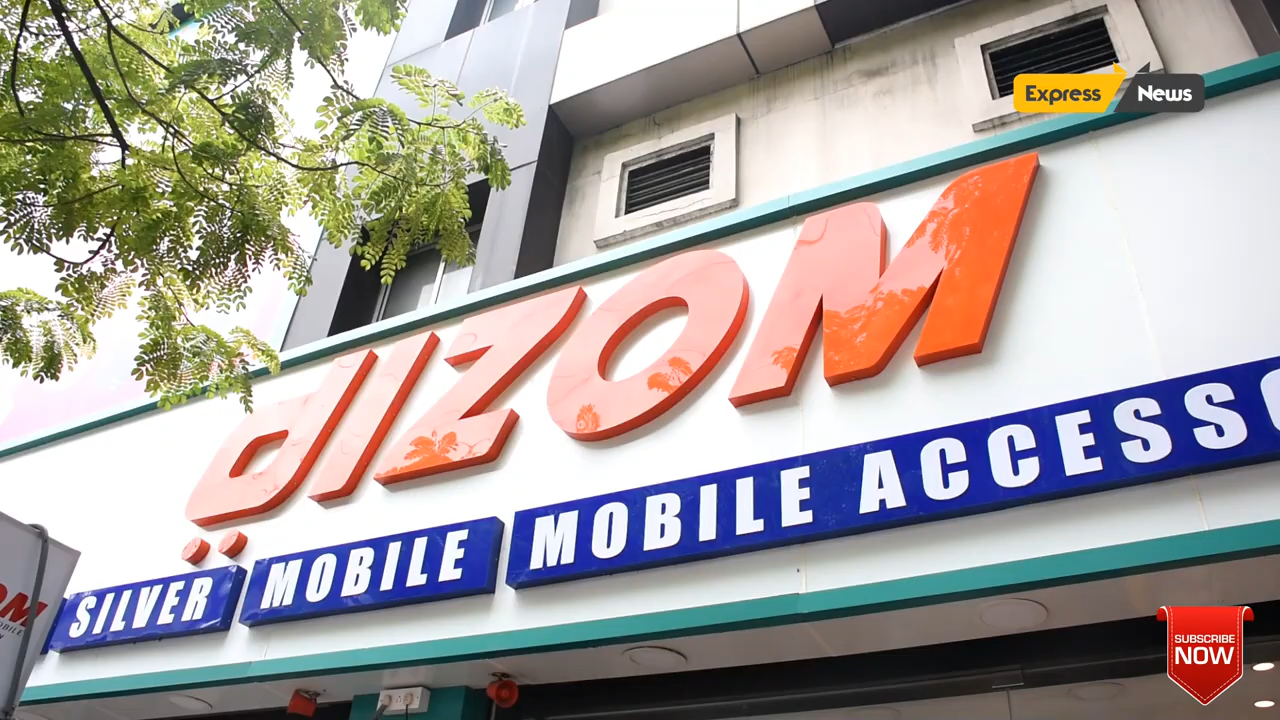 Express News
dIZOM
SILVER MOBILE MOBILE ACCESSO
SUBSCRIBE
NOW